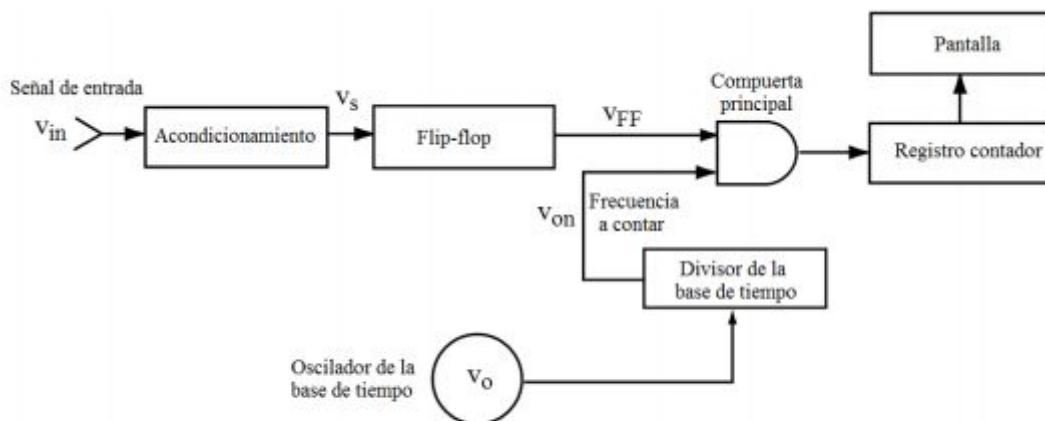 Pantalla
Señal de entrada
Compuerta
principal
vin
Acondicionamiento
vs
Flip-flop
vFF
Registro contador
von
Frecuencia
a contar
Divisor de la
base de tiempo
Oscilador de la
base de tiempo
vo